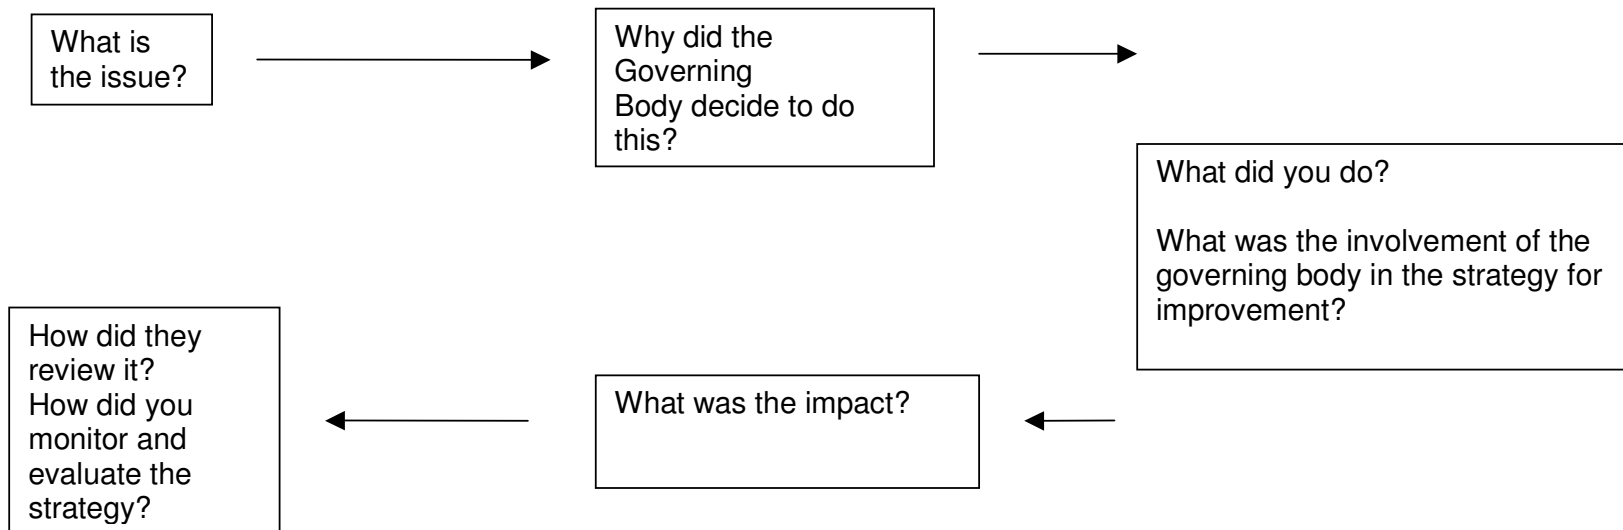 What is
the issue?
Why did the
Governing
Body decide to do
this?
What did you do?
What was the involvement of the
governing body in the strategy for
improvement?
What was the impact?
How did they
review it?
How did you
monitor and
evaluate the
strategy?